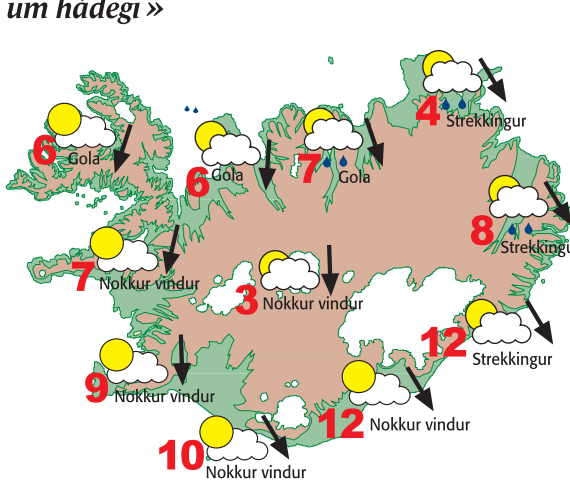 um hádegi »
4
Strekkingur
6
Gola
6
Gola
7
Gola
8
Strekkingu
7
Nokkur vindur
3
Nokkur vindur
12
Strekkingur
9
Nokkur vindur
12
Nokkur vindur
10
Nokkur vindur